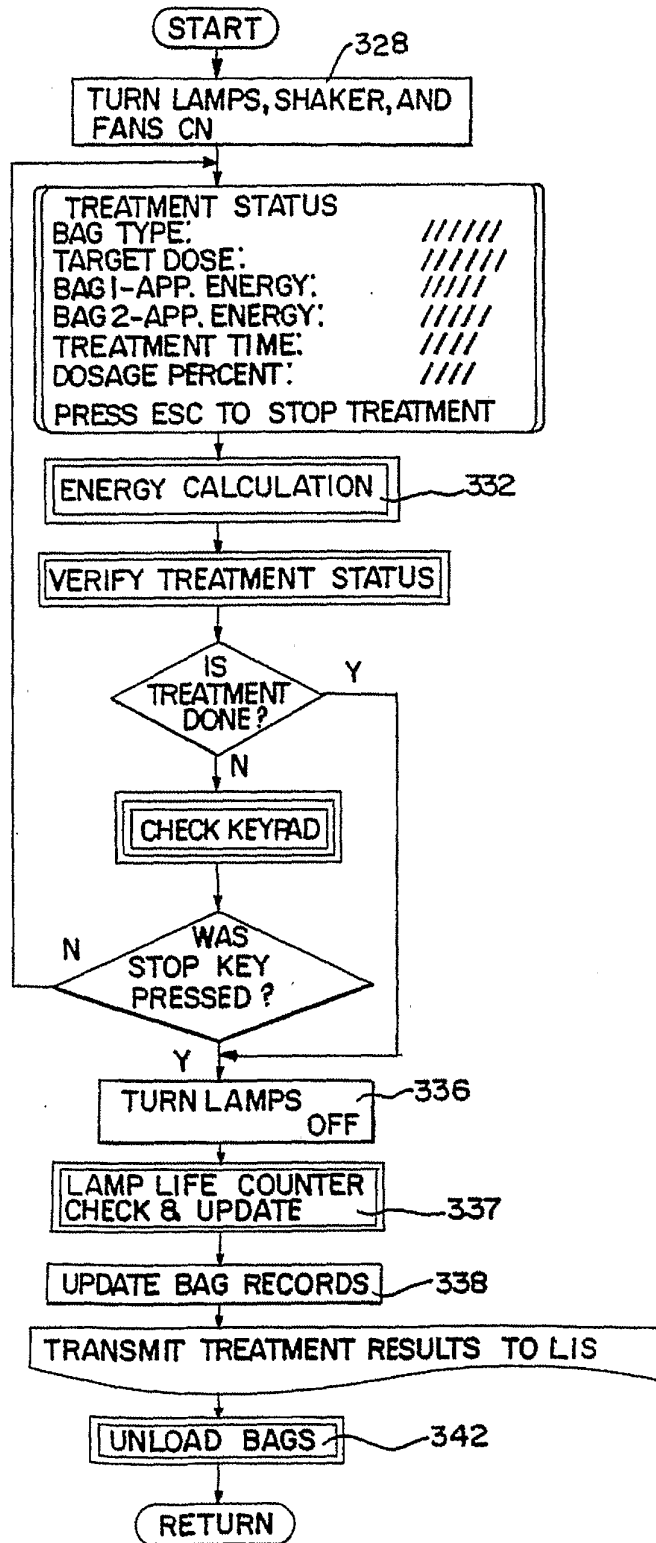 START
328
TURN LAMPS, SHAKER, AND
FANS CN
TREATMENT STATUS
BAG TYPE: //////
TARGET DOSE: //////
BAG 1-APP. ENERGY: /////
BAG 2-APP. ENERGY: /////
TREATMENT TIME: ////
DOSAGE PERCENT: ////
PRESS ESC TO STOP TREATMENT
ENERGY CALCULATION 332
VERIFY TREATMENT STATUS
IS
TREATMENT
DONE?
Y
N
CHECK KEYPAD
N
WAS
STOP KEY
PRESSED?
Y
TURN LAMPS
OFF
336
LAMP LIFE COUNTER
CHECK & UPDATE 337
UPDATE BAG RECORDS 338
TRANSMIT TREATMENT RESULTS TO LIS
UNLOAD BAGS 342
RETURN